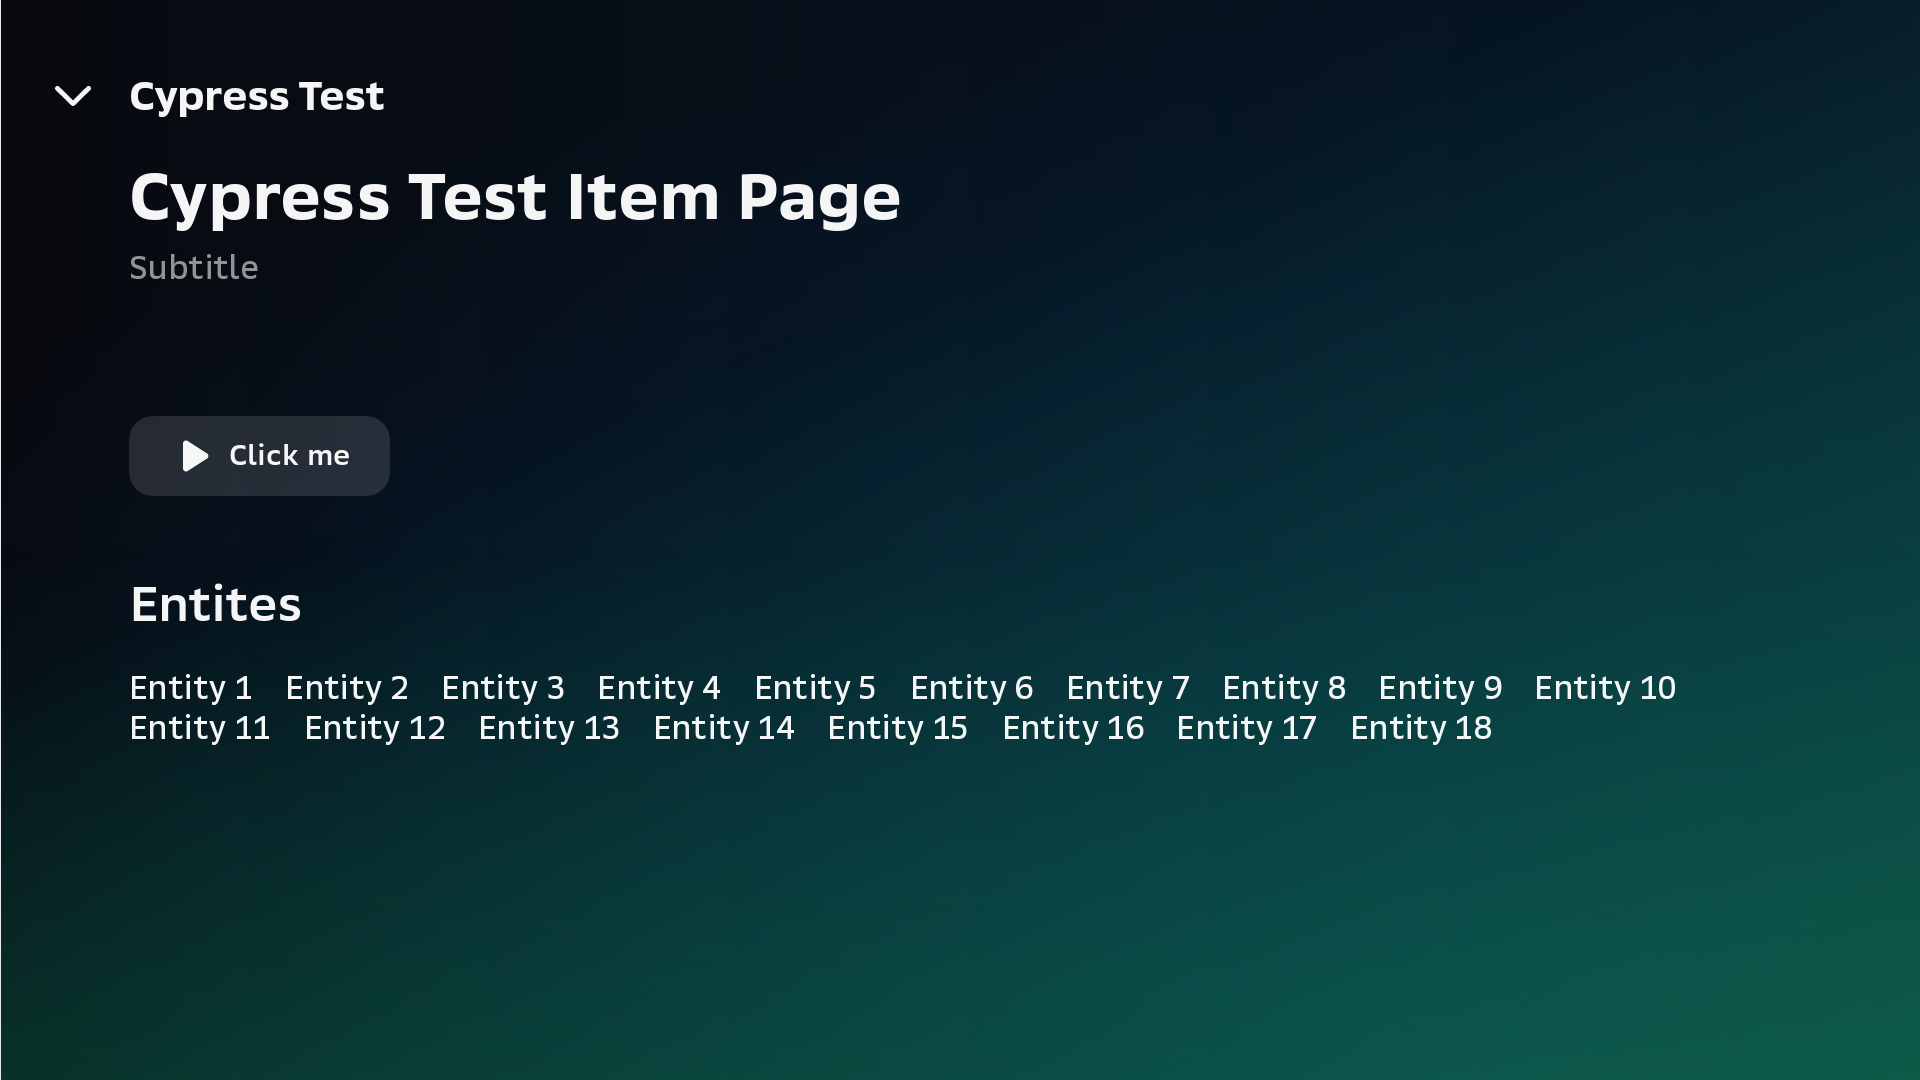 Cypress Test
Cypress Test Item Page
Subtitle
Click me
Entites
Entity 1 Entity 2 Entity 3 Entity 4 Entity 5 Entity 6 Entity 7 Entity 8 Entity 9 Entity 10
Entity 11 Entity 12 Entity 13 Entity 14 Entity 15 Entity 16 Entity 17 Entity 18